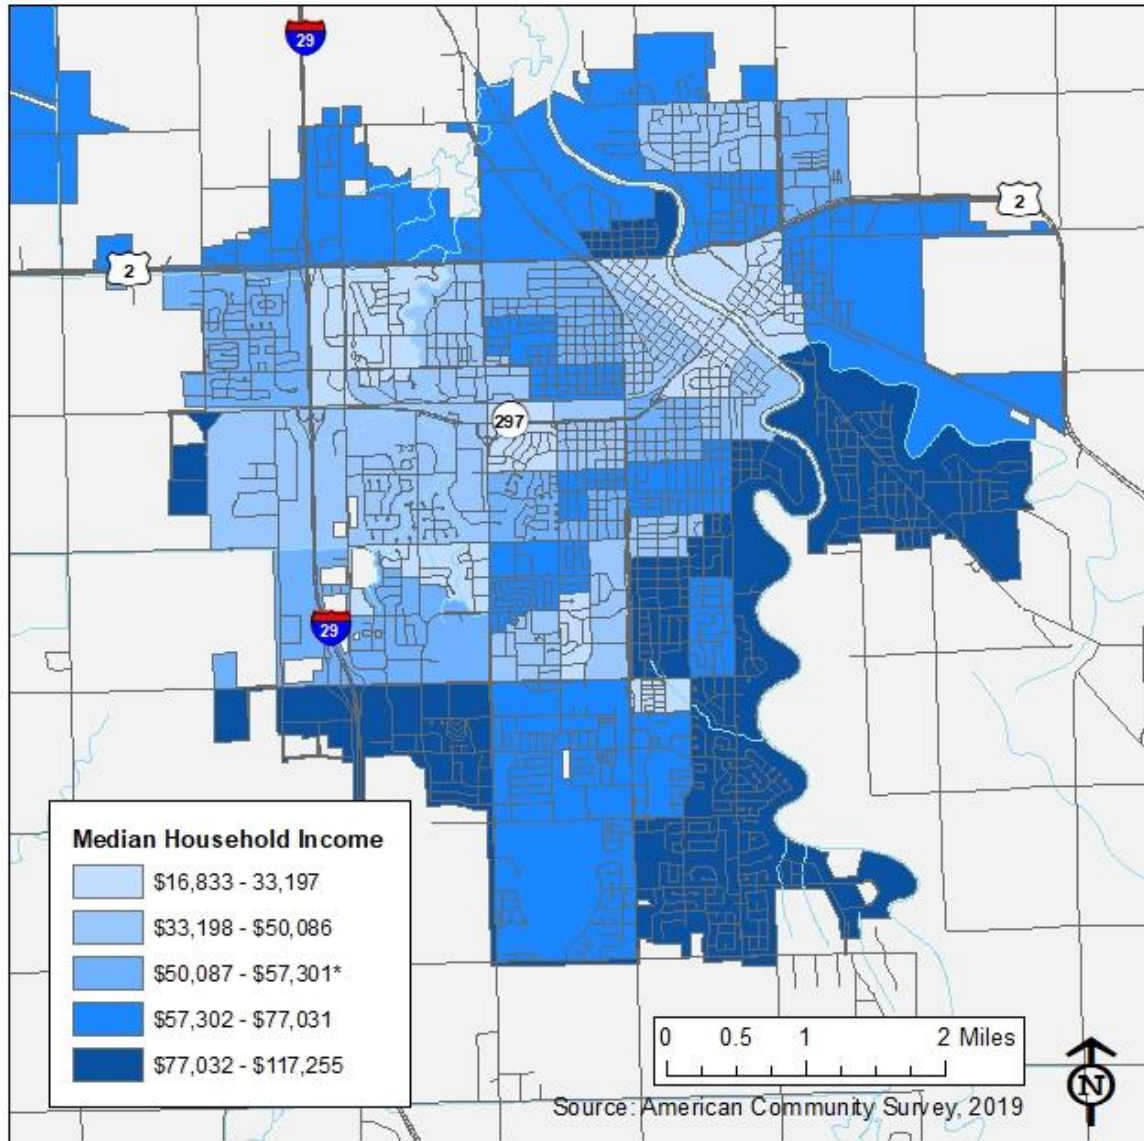 29
2
2
297
29
Median Household Income
$16,833 - 33,197
$33,198 - $50,086
$50,087 - $57,301*
$57,302 - $77,031
$77,032 - $117,255
0 0.5 1 2 Miles
N
Source: American Community Survey, 2019